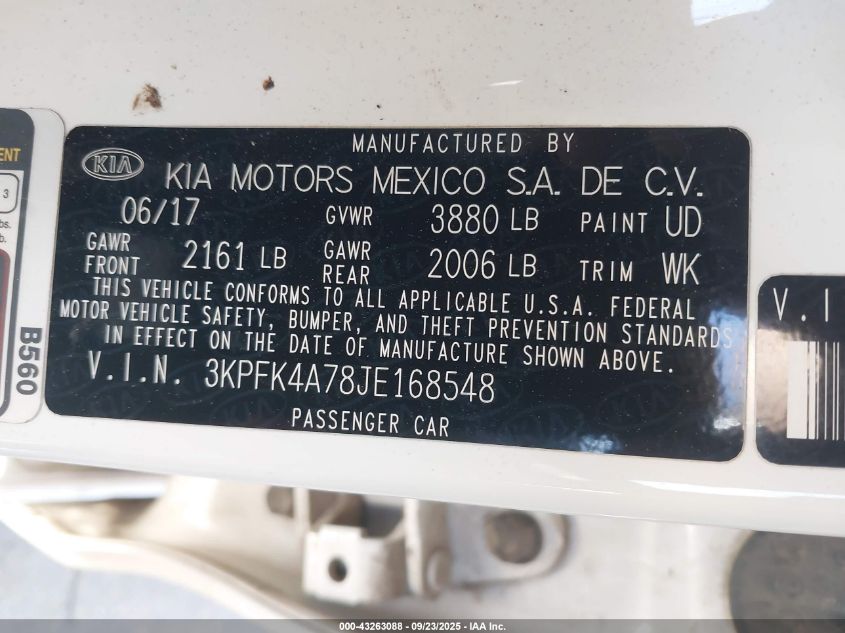 MANUFACTURED BY
KIA KIA MOTORS MEXICO S.A. DE C.V.
06/17 GVWR 3880 LB PAINT UD
GAWR FRONT 2161 LB GAWR REAR 2006 LB TRIM WK
THIS VEHICLE CONFORMS TO ALL APPLICABLE U.S.A. FEDERAL
MOTOR VEHICLE SAFETY, BUMPER, AND THEFT PREVENTION STANDARDS
IN EFFECT ON THE DATE OF MANUFACTURE SHOWN ABOVE.
V.I.N. 3KPFK4A78JE168548
PASSENGER CAR
ENT
3
bs.
b.
B560
V.I
000-43263088 - 09/23/2025 - IAA Inc.